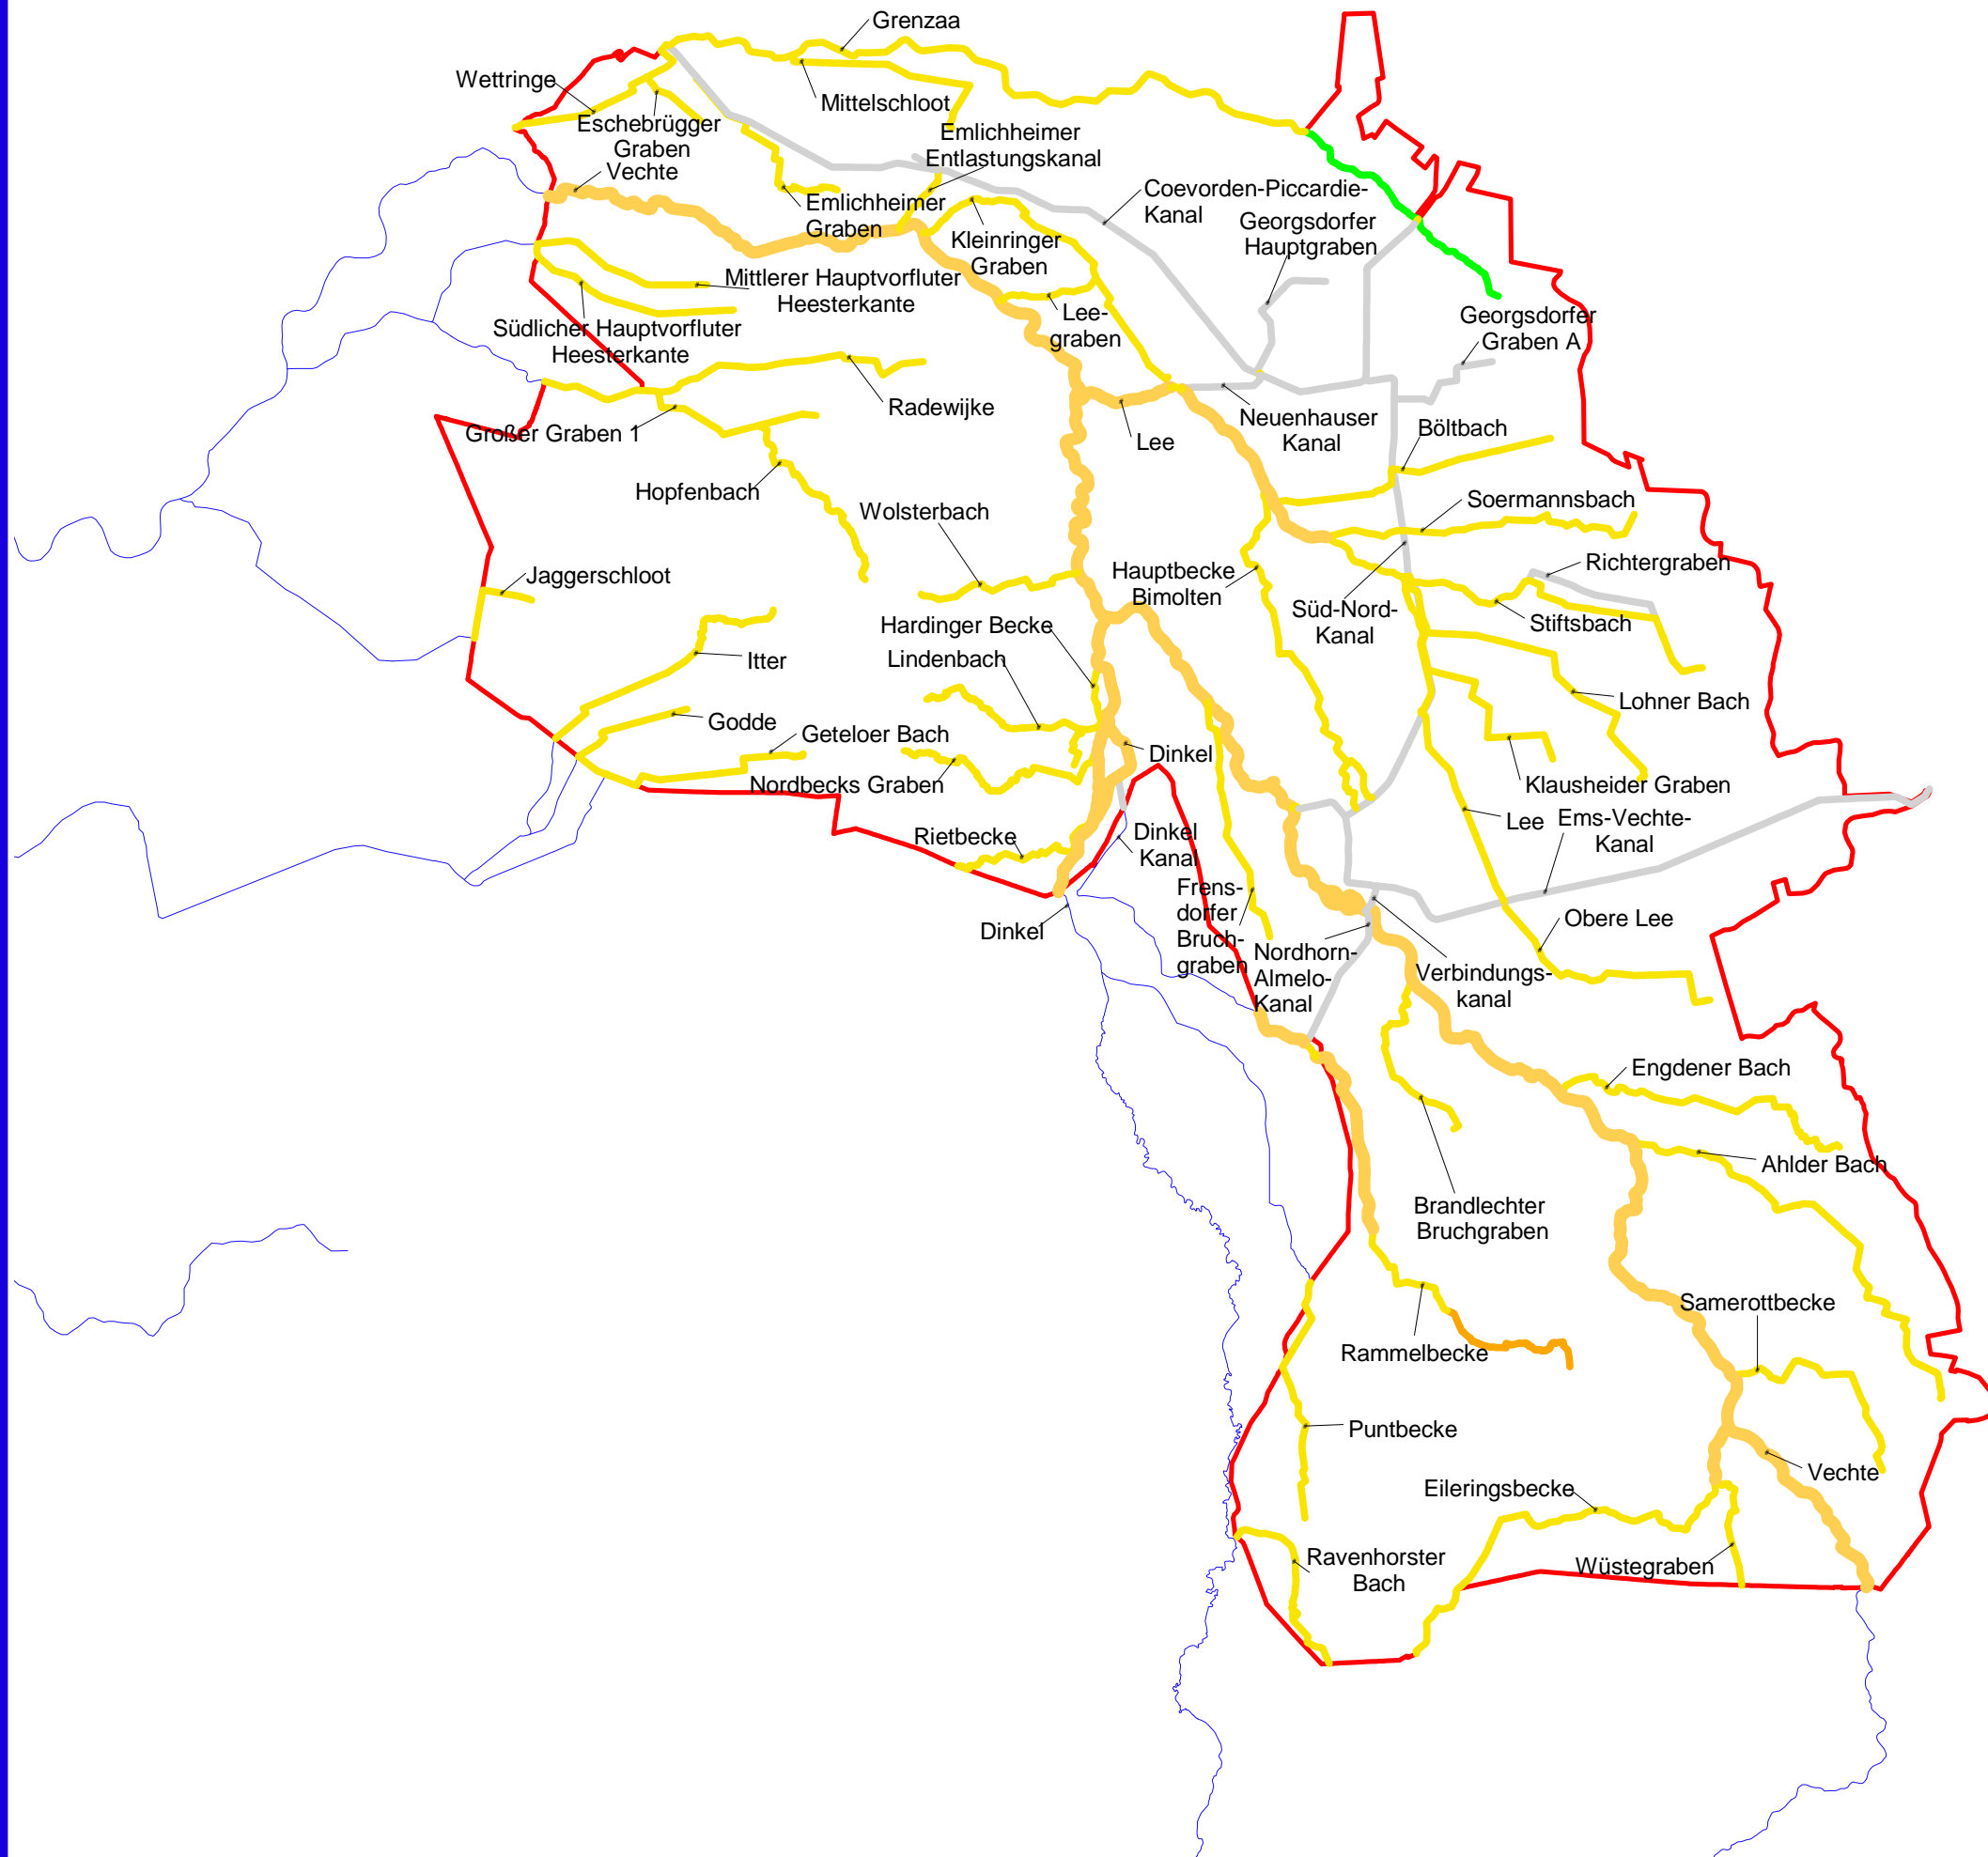 Grenzaa
Wettringe
Mittelschloot
Eschebrügger
Graben
Emlichheimer
Entlastungskanal
Vechte
Emlichheimer
Graben
Coevorden-Piccardie-
Kanal
Georgsdorfer
Hauptgraben
Kleinringer
Graben
Mittlerer Hauptvorfluter
Heesterkante
Südlicher Hauptvorfluter
Heesterkante
Lee-
graben
Georgsdorfer
Graben A
Radewijke
Großer Graben 1
Lee
Neuenhauser
Kanal
Böltbach
Hopfenbach
Wolsterbach
Soermannsbach
Jaggerschloot
Hauptbecke
Bimolten
Richtergraben
Süd-Nord-
Kanal
Stiftsbach
Hardinger Becke
Lindenbach
Itter
Lohner Bach
Godde
Geteloer Bach
Dinkel
Nordbecks Graben
Klausheider Graben
Rietbecke
Dinkel
Kanal
Lee
Ems-Vechte-
Kanal
Dinkel
Frens-
dorfer
Bruch-
graben
Nordhorn-
Almelo-
Kanal
Verbindungs-
kanal
Obere Lee
Engdener Bach
Ahlder Bach
Brandlechter
Bruchgraben
Samerottbecke
Rammelbecke
Puntbecke
Vechte
Eileringsbecke
Ravenhorster
Bach
Wüstegraben